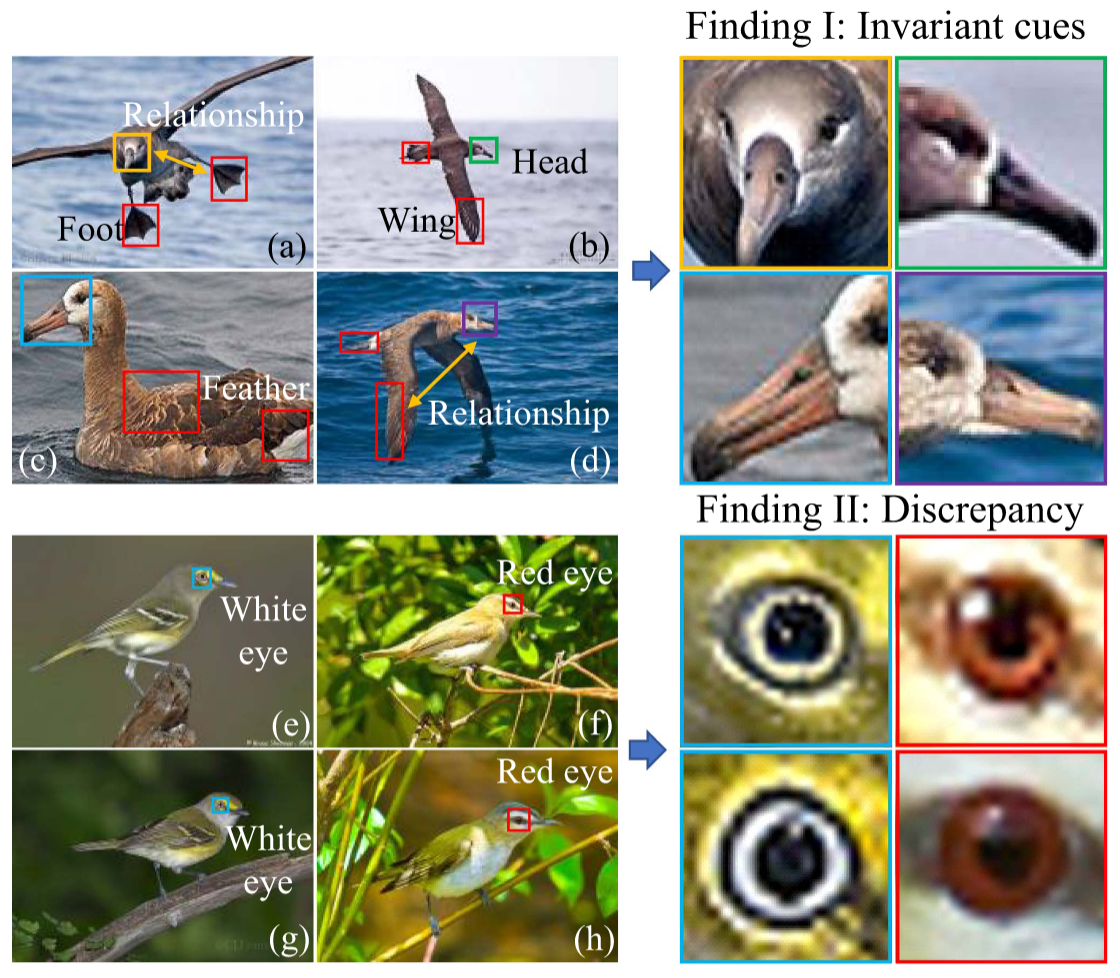 Finding I: Invariant cues
Relationship
Foot
(a)
Head
Wing
(b)
Feather
(c)
Relationship
(d)
Finding II: Discrepancy
White
eye
(e)
Red eye
(f)
White
eye
(g)
Red eye
(h)